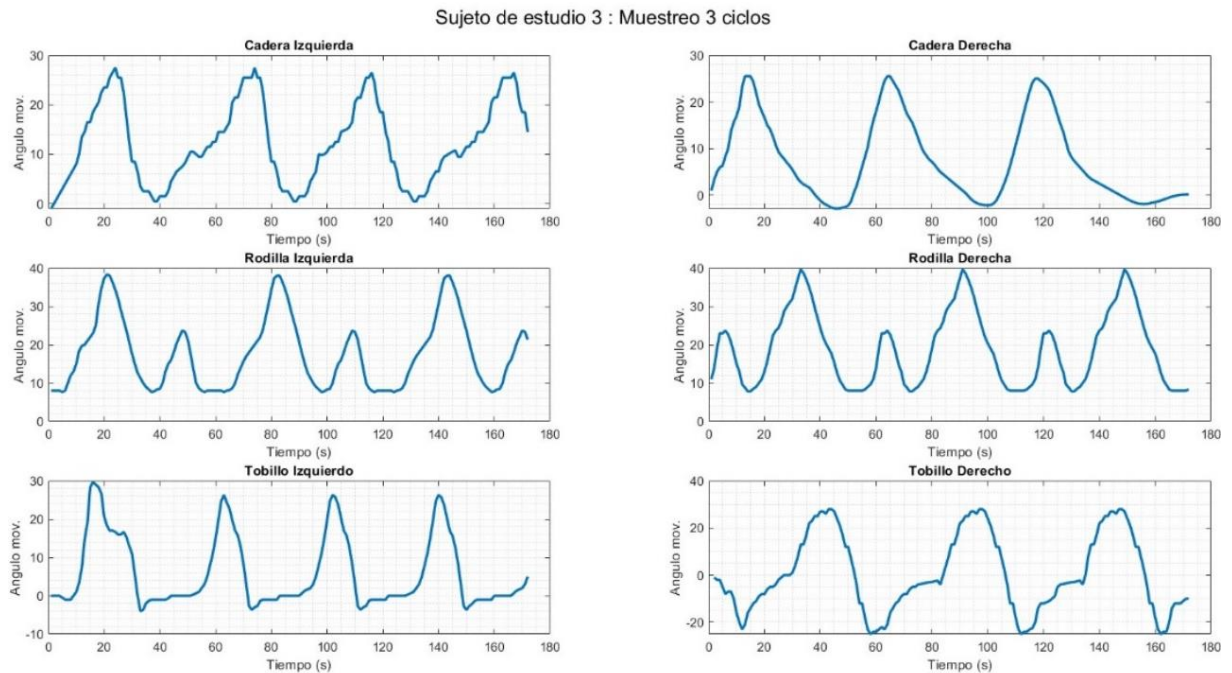 Sujeto de estudio 3 : Muestreo 3 ciclos
Cadera Izquierda
Angulo mov.
30
20
10
0
0 20 40 60 80 100 120 140 160 180
Tiempo (s)
Cadera Derecha
Angulo mov.
30
20
10
0
0 20 40 60 80 100 120 140 160 180
Tiempo (s)
Rodilla Izquierda
Angulo mov.
40
30
20
10
0
0 20 40 60 80 100 120 140 160 180
Tiempo (s)
Rodilla Derecha
Angulo mov.
40
30
20
10
0
0 20 40 60 80 100 120 140 160 180
Tiempo (s)
Tobillo Izquierdo
Angulo mov.
30
20
10
0
-10
0 20 40 60 80 100 120 140 160 180
Tiempo (s)
Tobillo Derecho
Angulo mov.
40
20
0
-20
0 20 40 60 80 100 120 140 160 180
Tiempo (s)